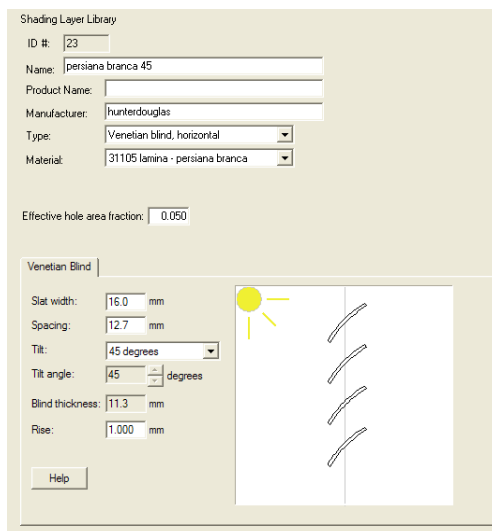 Shading Layer Library
ID #: 23
Name: persiana branca 45
Product Name:
Manufacturer: hunterdouglas
Type: Venetian blind, horizontal
Material: 31105 lamina - persiana branca
Effective hole area fraction: 0.050
Venetian Blind
Slat width: 16.0 mm
Spacing: 12.7 mm
Tilt: 45 degrees
Tilt angle: 45 degrees
Blind thickness: 11.3 mm
Rise: 1.000 mm
Help